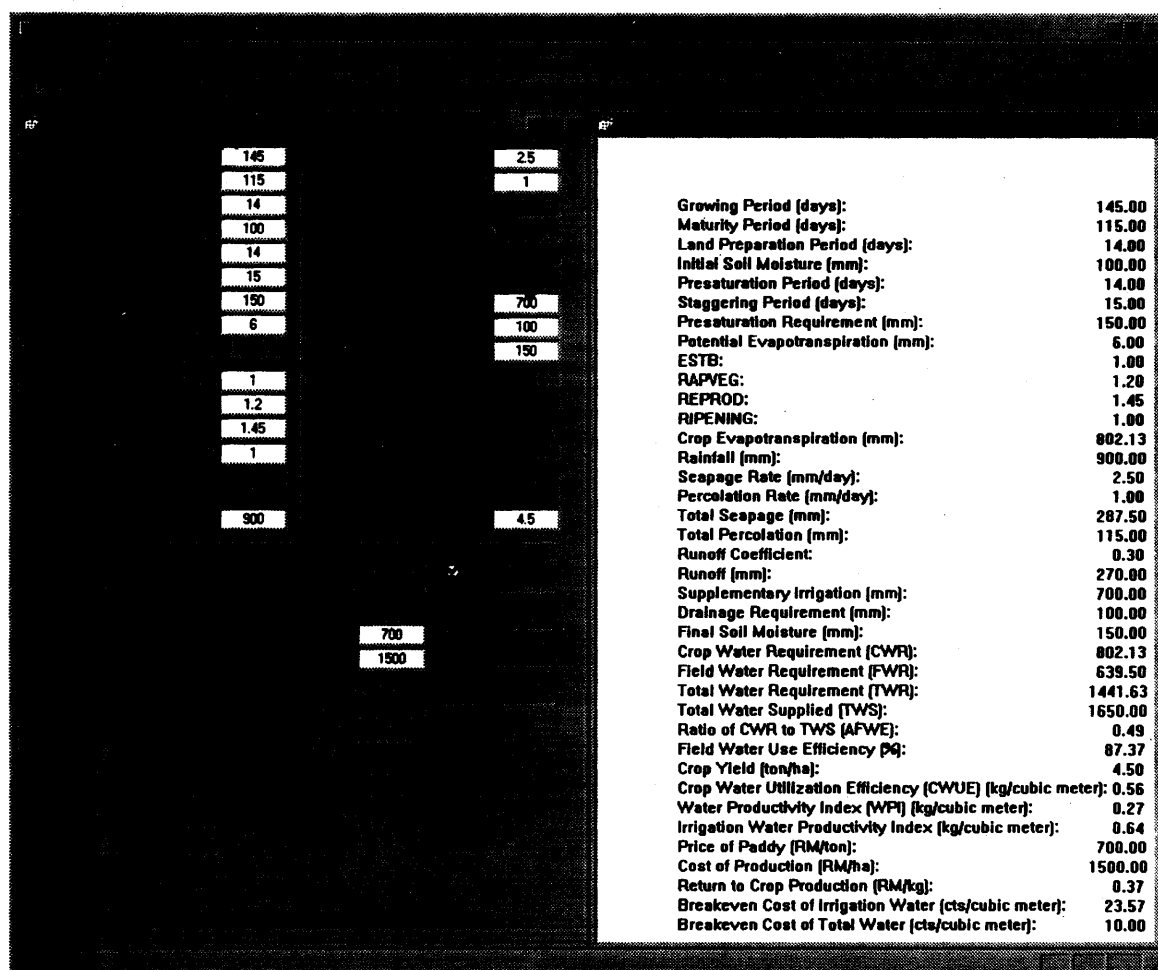 145
115
14
100
14
15
150
6
1
1.2
1.45
1
900
2.5
1
700
100
150
4.5
700
1500
Growing Period (days): 145.00
Maturity Period (days): 115.00
Land Preparation Period (days): 14.00
Initial Soil Moisture (mm): 100.00
Presaturation Period (days): 14.00
Staggering Period (days): 15.00
Presaturation Requirement (mm): 150.00
Potential Evapotranspiration (mm): 6.00
ESTB: 1.00
RAPVEG: 1.20
REPROD: 1.45
RIPENING: 1.00
Crop Evapotranspiration (mm): 802.13
Rainfall (mm): 900.00
Seapage Rate (mm/day): 2.50
Percolation Rate (mm/day): 1.00
Total Seapage (mm): 287.50
Total Percolation (mm): 115.00
Runoff Coefficient: 0.30
Runoff (mm): 270.00
Supplementary Irrigation (mm): 700.00
Drainage Requirement (mm): 100.00
Final Soil Moisture (mm): 150.00
Crop Water Requirement (CWR): 802.13
Field Water Requirement (FWR): 639.50
Total Water Requirement (TWR): 1441.63
Total Water Supplied (TWS): 1650.00
Ratio of CWR to TWS (AFWE): 0.49
Field Water Use Efficiency (%): 87.37
Crop Yield (ton/ha): 4.50
Crop Water Utilization Efficiency (CWUE) (kg/cubic meter): 0.56
Water Productivity Index (WPI) (kg/cubic meter): 0.27
Irrigation Water Productivity Index (kg/cubic meter): 0.64
Price of Paddy (RM/ton): 700.00
Cost of Production (RM/ha): 1500.00
Return to Crop Production (RM/kg): 0.37
Breakeven Cost of Irrigation Water (cts/cubic meter): 23.57
Breakeven Cost of Total Water (cts/cubic meter): 10.00